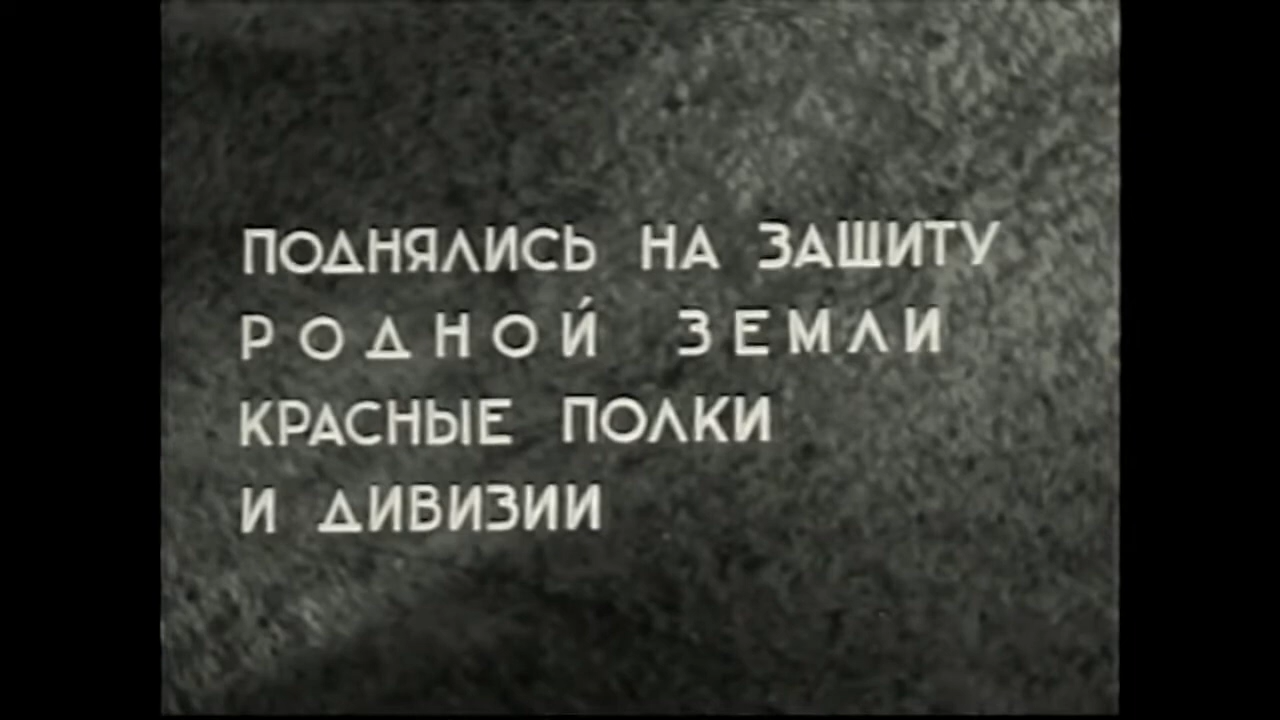 ПОДНЯЛИСЬ НА ЗАЩИТУ
РОДНОЙ ЗЕМЛИ
КРАСНЫЕ ПОЛКИ
И ДИВИЗИИ